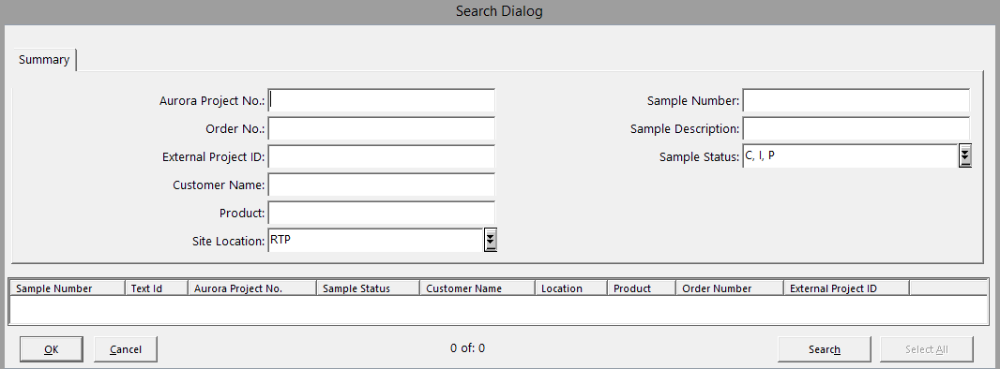 Search Dialog
Summary
Aurora Project No.:
Order No.:
External Project ID:
Customer Name:
Product:
Site Location: RTP
Sample Number:
Sample Description:
Sample Status: C, I, P
Sample Number Text Id Aurora Project No. Sample Status Customer Name Location Product Order Number External Project ID
OK Cancel 0 of: 0 Search Select All